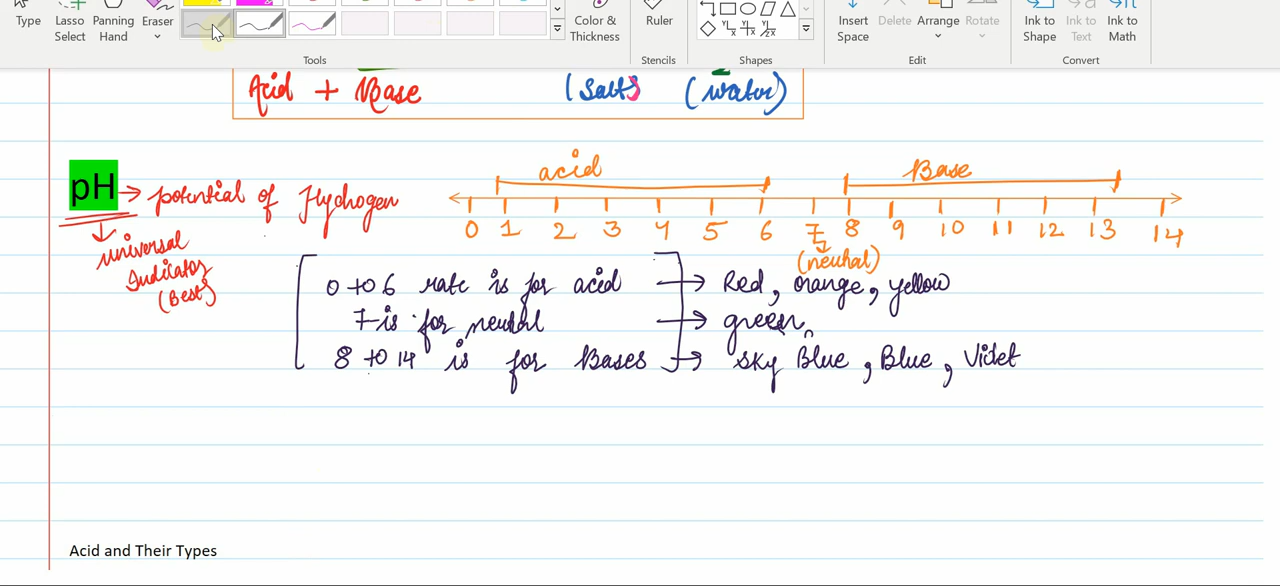 Type
Lasso Select
Panning Hand
Eraser
Color & Thickness
Ruler
Insert Space
Delete
Arrange
Rotate
Ink to Shape
Ink to Text
Ink to Math
Tools
Stencils
Shapes
Edit
Convert
Acid + Base (Salts) (water)
pH → potential of Hydrogen
universal Indicator (Best)
acid Base
0 1 2 3 4 5 6 7 8 9 10 11 12 13 14
(neutral)
0 to 6 rate is for acid → Red, orange, yellow
7 is for neutral → green,
8 to 14 is for Bases → sky Blue, Blue, Violet
Acid and Their Types